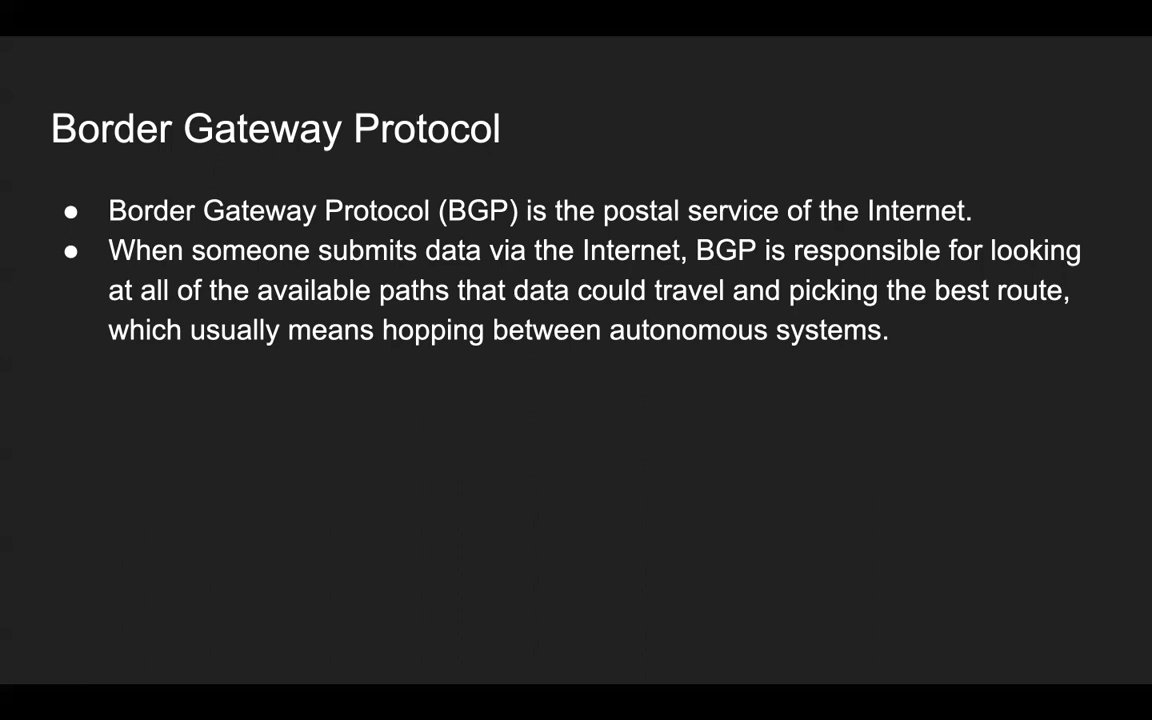 Border Gateway Protocol
● Border Gateway Protocol (BGP) is the postal service of the Internet.
● When someone submits data via the Internet, BGP is responsible for looking
at all of the available paths that data could travel and picking the best route,
which usually means hopping between autonomous systems.